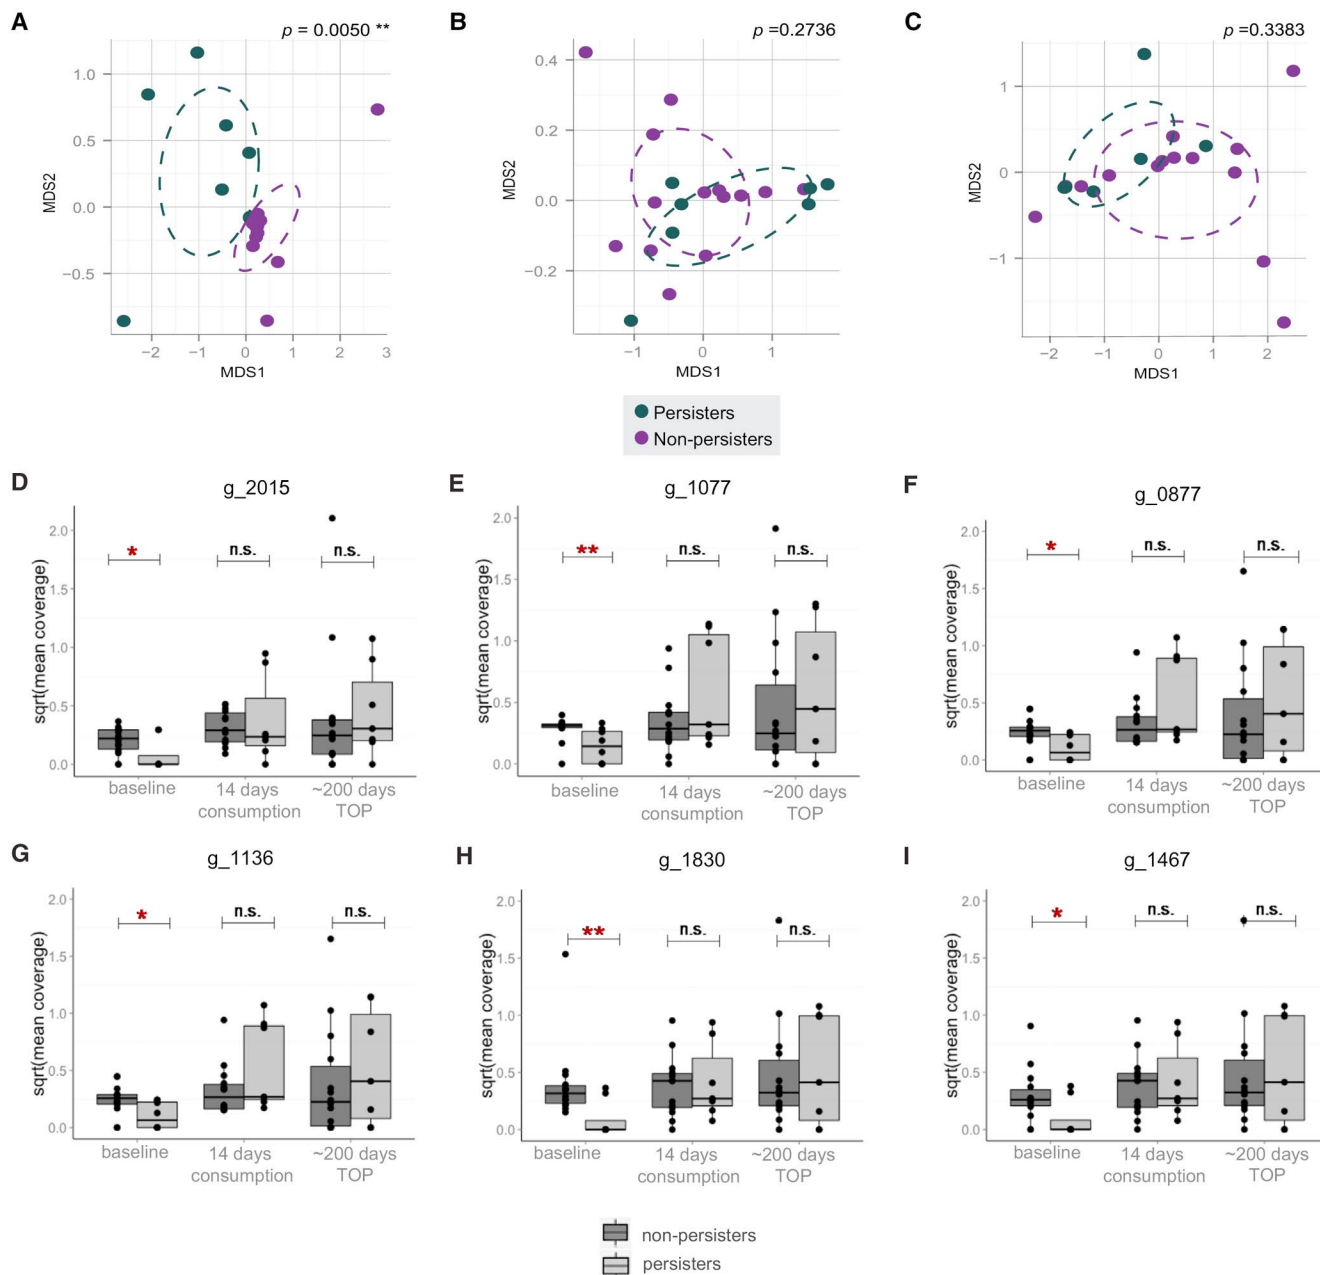 A
p = 0.0050 **
MDS2
1.0
0.5
0.0
−0.5
−2 −1 0 1 2 3
MDS1
B
p =0.2736
MDS2
0.4
0.2
0.0
−0.2
−1 0 1
MDS1
C
p =0.3383
MDS2
1
0
−1
−2 −1 0 1 2
MDS1
Persisters
Non-persisters
D
g_2015
sqrt(mean coverage)
2.0
1.5
1.0
0.5
0.0
* n.s. n.s.
baseline 14 days ~200 days
consumption TOP
E
g_1077
sqrt(mean coverage)
2.0
1.5
1.0
0.5
0.0
** n.s. n.s.
baseline 14 days ~200 days
consumption TOP
F
g_0877
sqrt(mean coverage)
2.0
1.5
1.0
0.5
0.0
* n.s. n.s.
baseline 14 days ~200 days
consumption TOP
G
g_1136
sqrt(mean coverage)
2.0
1.5
1.0
0.5
0.0
* n.s. n.s.
baseline 14 days ~200 days
consumption TOP
H
g_1830
sqrt(mean coverage)
2.0
1.5
1.0
0.5
0.0
** n.s. n.s.
baseline 14 days ~200 days
consumption TOP
I
g_1467
sqrt(mean coverage)
2.0
1.5
1.0
0.5
0.0
* n.s. n.s.
baseline 14 days ~200 days
consumption TOP
non-persisters
persisters